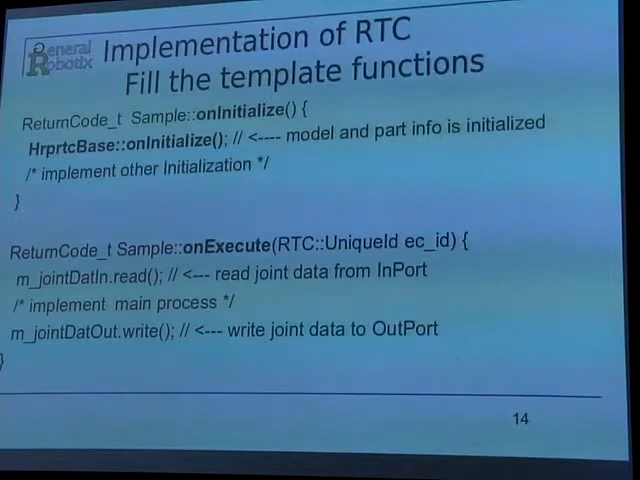 General Robotix
Implementation of RTC
Fill the template functions
ReturnCode_t Sample::onInitialize() {
HrprtcBase::onInitialize(); // <---- model and part info is initialized
/* implement other Initialization */
}
ReturnCode_t Sample::onExecute(RTC::UniqueId ec_id) {
m_jointDatIn.read(); // <--- read joint data from InPort
/* implement main process */
m_jointDatOut.write(); // <--- write joint data to OutPort
}
14